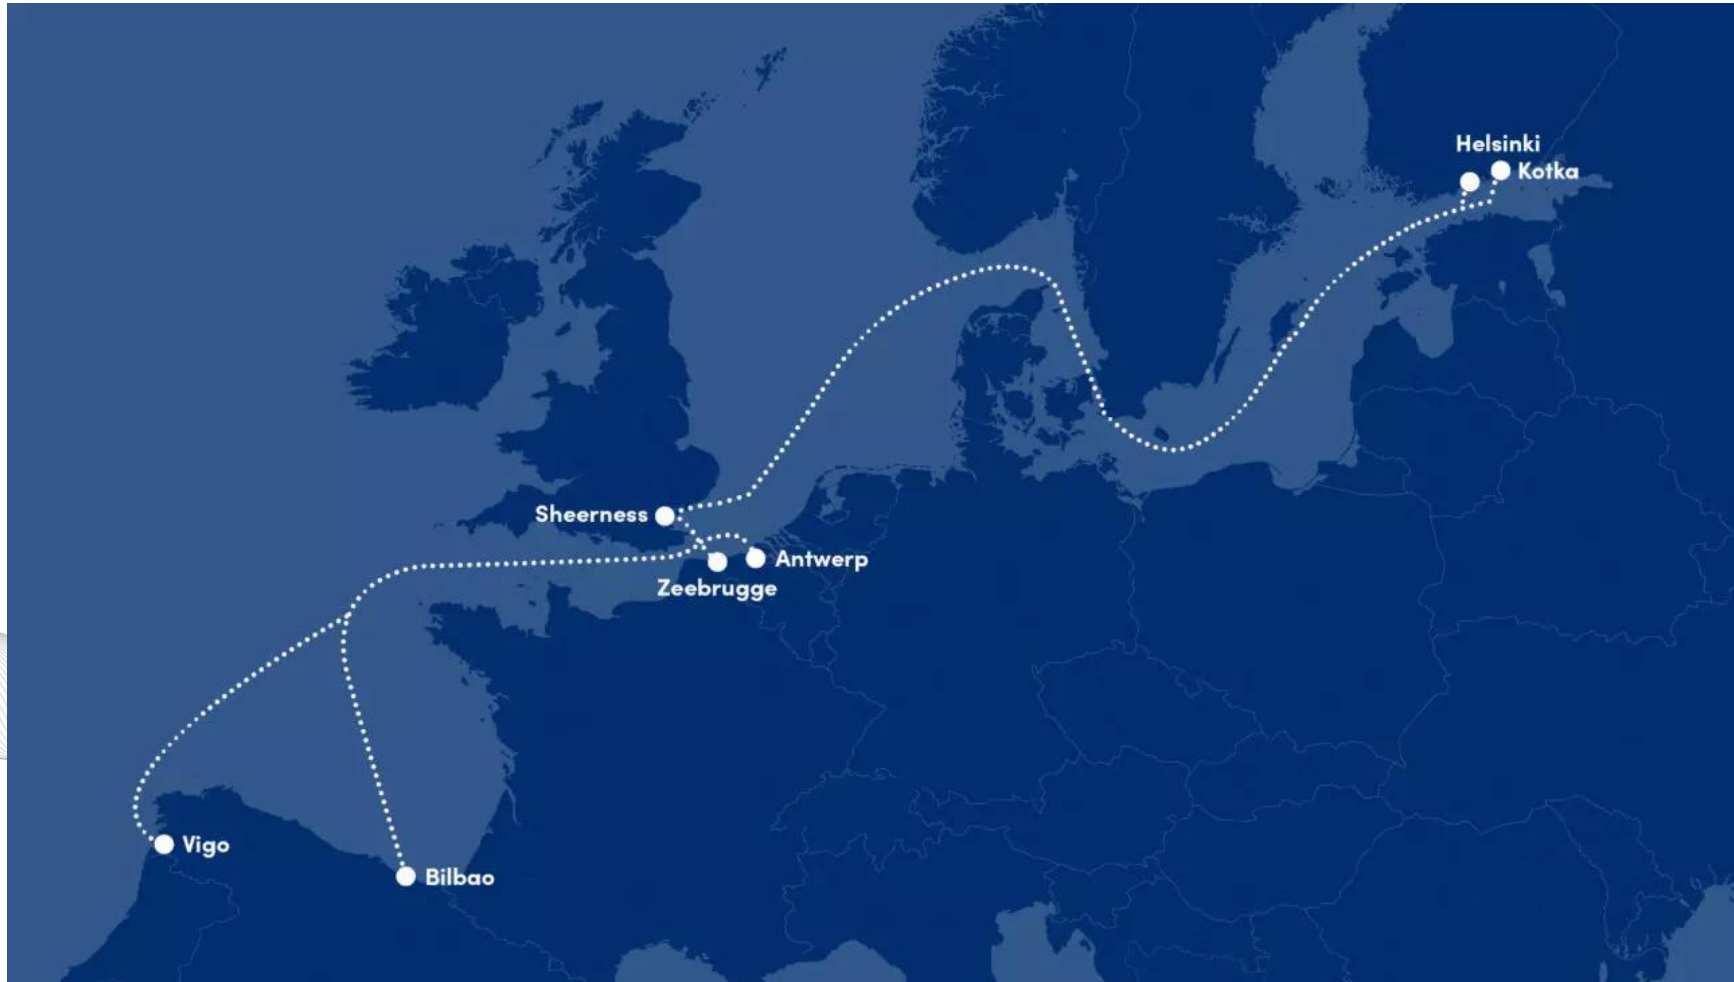 Helsinki
Kotka
Sheerness
Antwerp
Zeebrugge
Vigo
Bilbao